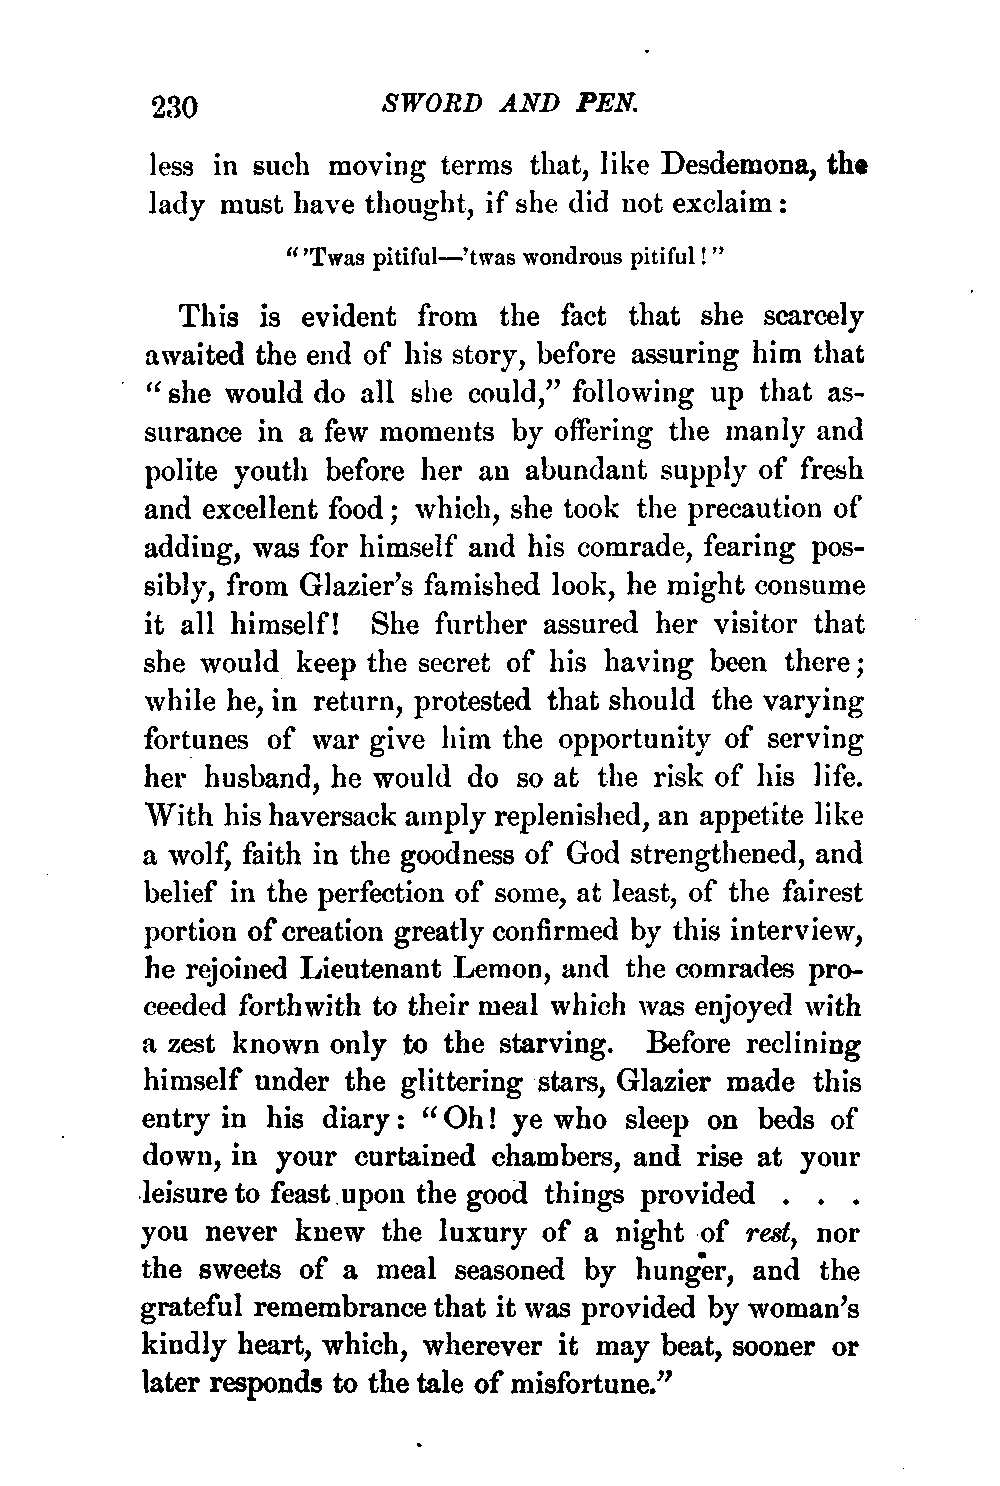 230 SWORD AND PEN.
less in such moving terms that, like Desdemona, the
lady must have thought, if she did not exclaim:
"'Twas pitiful—'twas wondrous pitiful!"
This is evident from the fact that she scarcely
awaited the end of his story, before assuring him that
"she would do all she could," following up that as-
surance in a few moments by offering the manly and
polite youth before her an abundant supply of fresh
and excellent food; which, she took the precaution of
adding, was for himself and his comrade, fearing pos-
sibly, from Glazier's famished look, he might consume
it all himself! She further assured her visitor that
she would keep the secret of his having been there;
while he, in return, protested that should the varying
fortunes of war give him the opportunity of serving
her husband, he would do so at the risk of his life.
With his haversack amply replenished, an appetite like
a wolf, faith in the goodness of God strengthened, and
belief in the perfection of some, at least, of the fairest
portion of creation greatly confirmed by this interview,
he rejoined Lieutenant Lemon, and the comrades pro-
ceeded forthwith to their meal which was enjoyed with
a zest known only to the starving. Before reclining
himself under the glittering stars, Glazier made this
entry in his diary: "Oh! ye who sleep on beds of
down, in your curtained chambers, and rise at your
leisure to feast upon the good things provided . . .
you never knew the luxury of a night of rest, nor
the sweets of a meal seasoned by hunger, and the
grateful remembrance that it was provided by woman's
kindly heart, which, wherever it may beat, sooner or
later responds to the tale of misfortune."